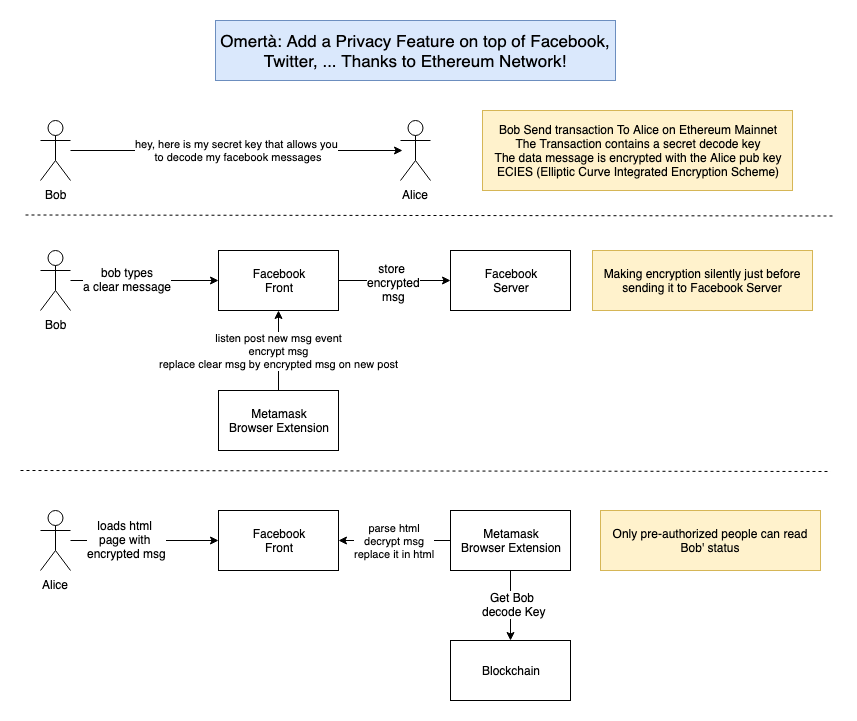 Omertà: Add a Privacy Feature on top of Facebook,
Twitter, ... Thanks to Ethereum Network!
hey, here is my secret key that allows you
to decode my facebook messages
Bob
Alice
Bob Send transaction To Alice on Ethereum Mainnet
The Transaction contains a secret decode key
The data message is encrypted with the Alice pub key
ECIES (Elliptic Curve Integrated Encryption Scheme)
Bob
bob types
a clear message
Facebook
Front
store
encrypted
msg
Facebook
Server
Making encryption silently just before
sending it to Facebook Server
listen post new msg event
encrypt msg
replace clear msg by encrypted msg on new post
Metamask
Browser Extension
Alice
loads html
page with
encrypted msg
Facebook
Front
parse html
decrypt msg
replace it in html
Metamask
Browser Extension
Only pre-authorized people can read
Bob' status
Get Bob
decode Key
Blockchain